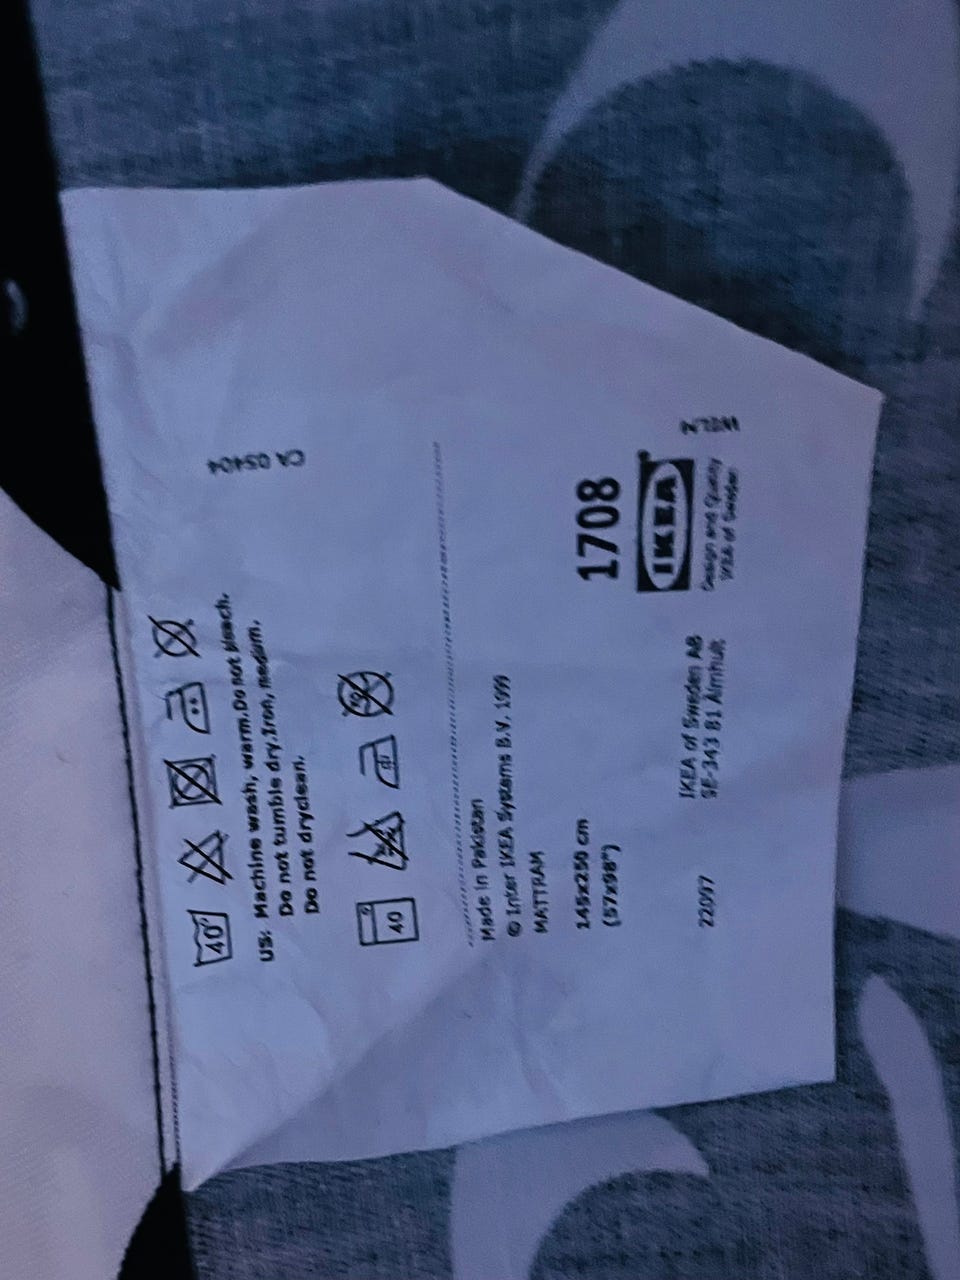 40°
US: Machine wash, warm.Do not bleach.
Do not tumble dry.Iron, medium.
Do not dryclean.
CA 05404
40
Made in Pakistan
© Inter IKEA Systems B.V. 1999
MATTRAM
145x250 cm
(57x98")
1708
22097
IKEA of Sweden AB
SE-343 81 Älmhult
IKEA
Design and Quality
IKEA of Sweden